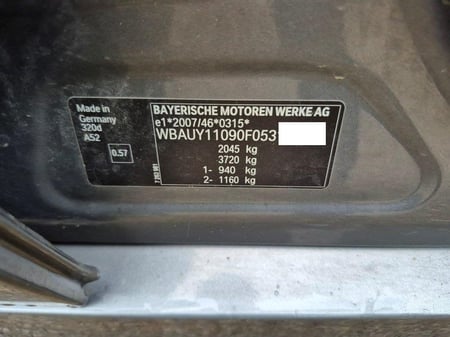 Made in
Germany
320d
A52
0.57
BAYERISCHE MOTOREN WERKE AG
e1*2007/46*0315*
WBAUY11090F053
2045 kg
3720 kg
1- 940 kg
2- 1160 kg